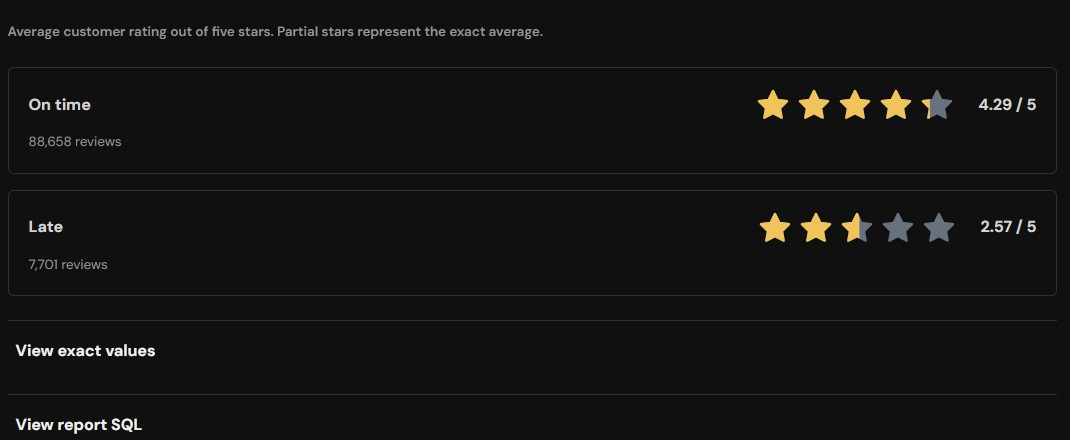 Average customer rating out of five stars. Partial stars represent the exact average.
On time
4.29 / 5
88,658 reviews
Late
2.57 / 5
7,701 reviews
View exact values
View report SQL